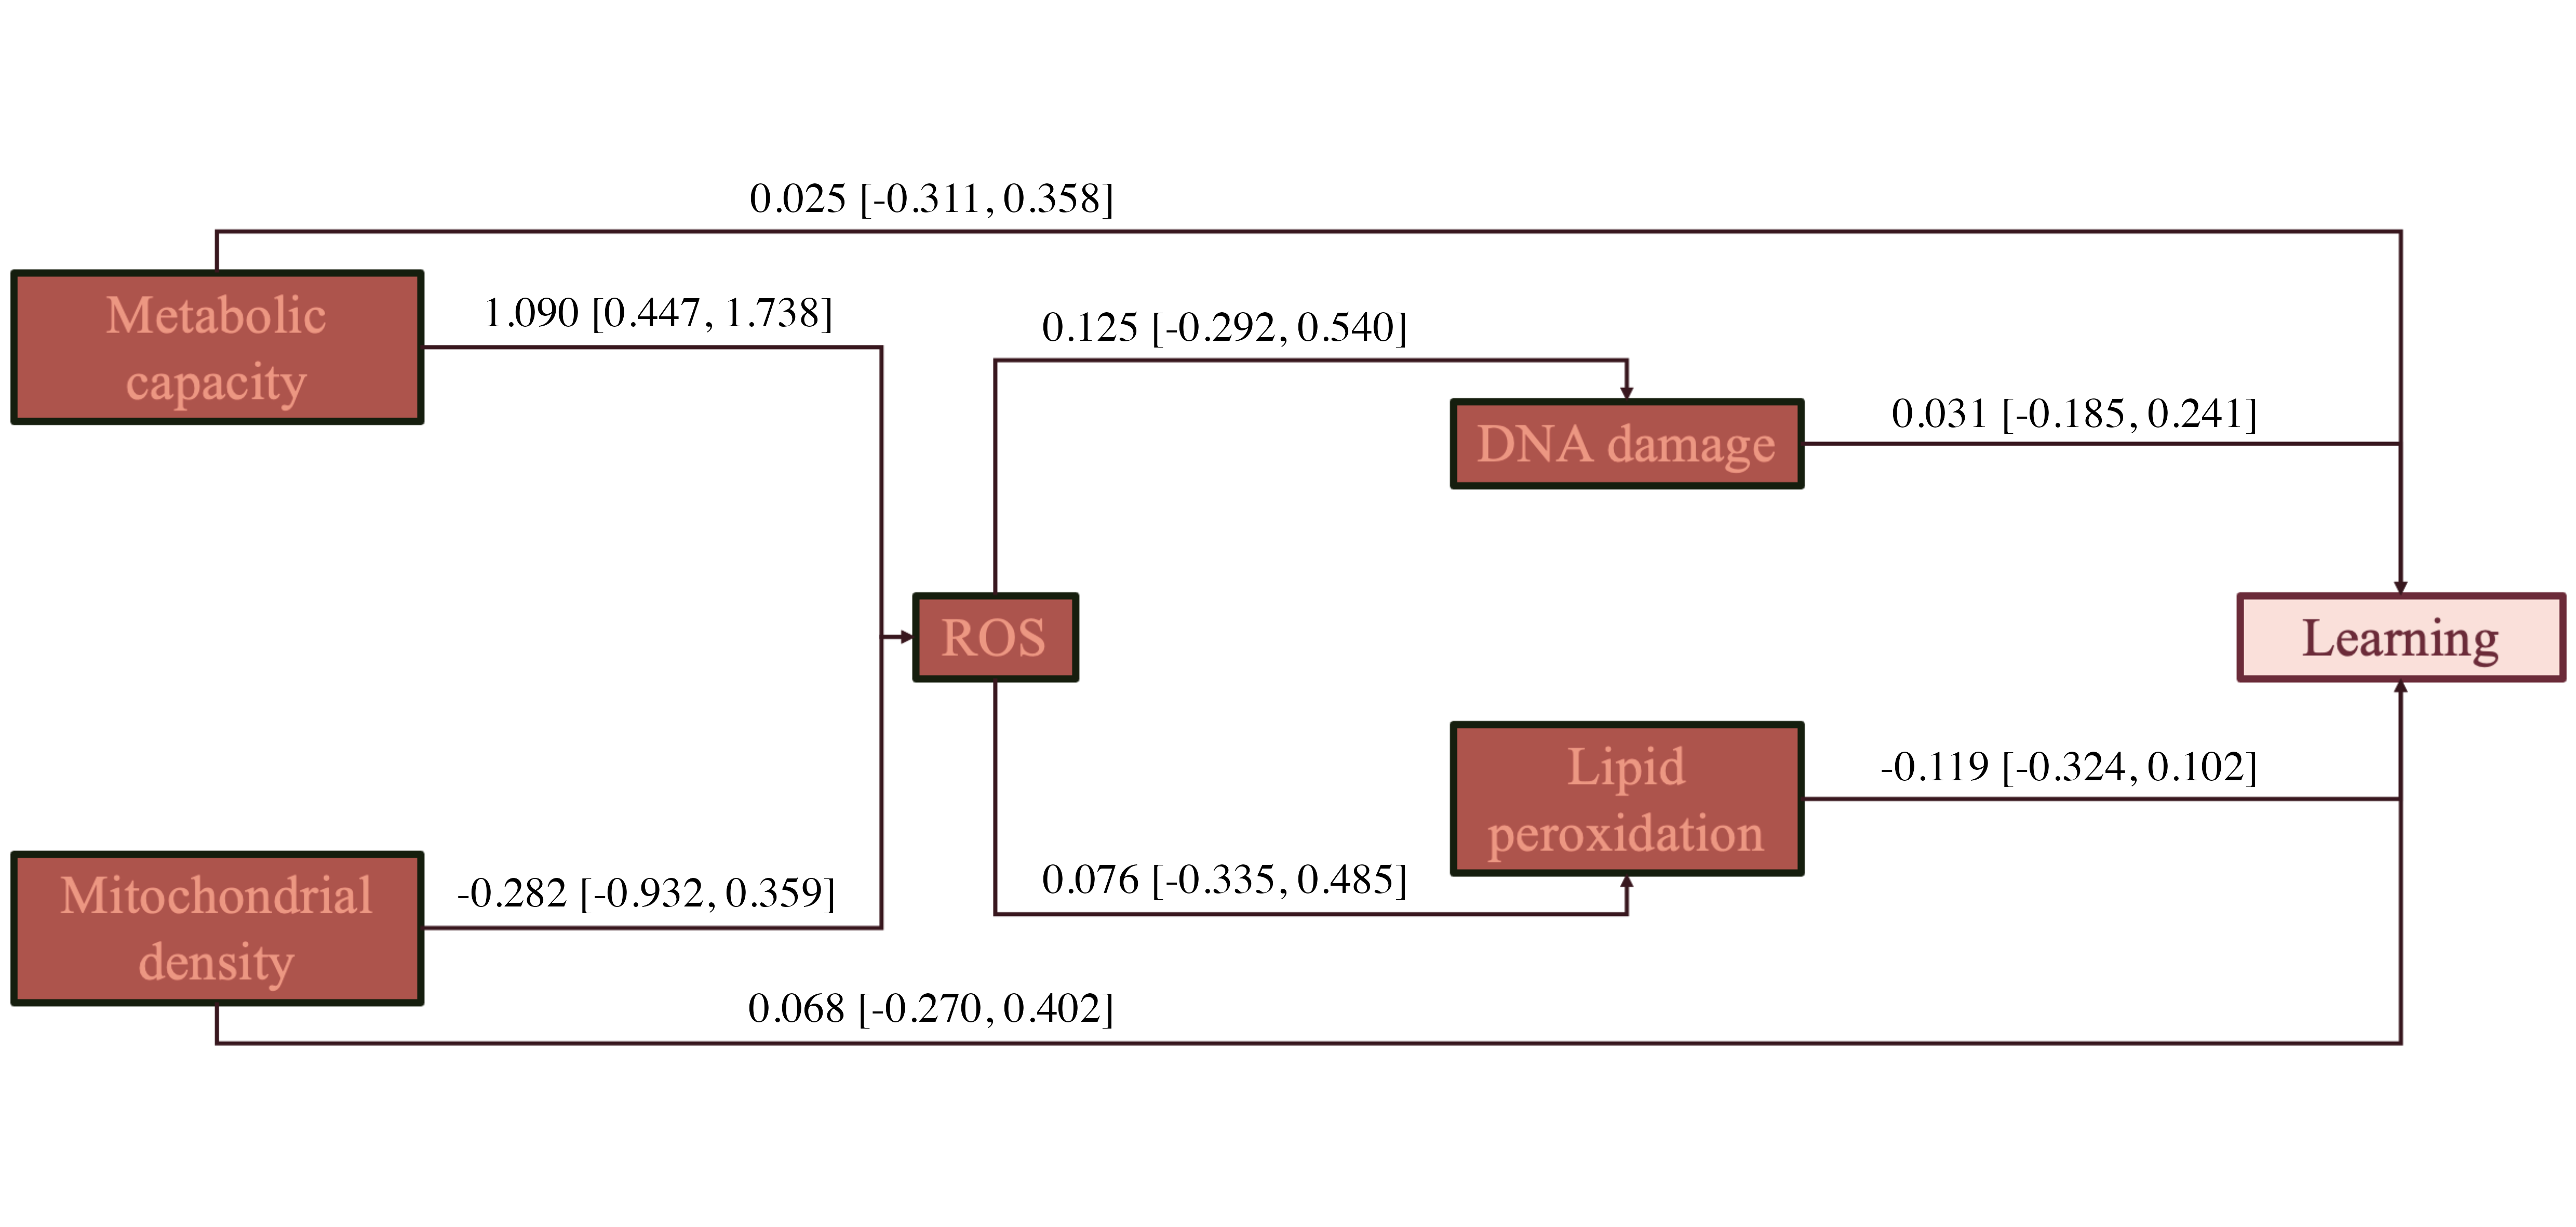 0.025 [-0.311, 0.358]
Metabolic
capacity
1.090 [0.447, 1.738]
0.125 [-0.292, 0.540]
DNA damage
0.031 [-0.185, 0.241]
ROS
Learning
Lipid
peroxidation
-0.119 [-0.324, 0.102]
Mitochondrial
density
-0.282 [-0.932, 0.359]
0.076 [-0.335, 0.485]
0.068 [-0.270, 0.402]